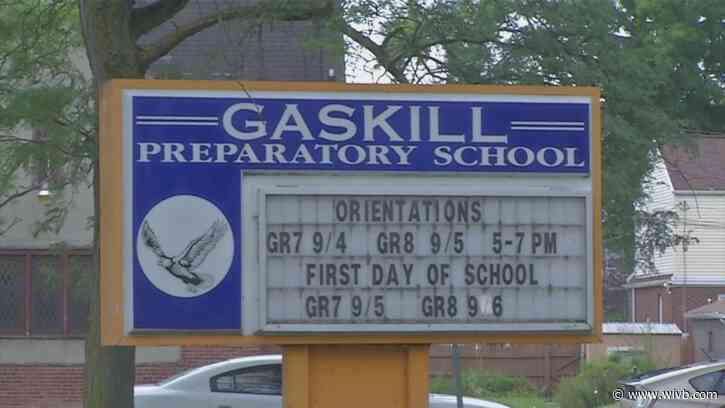 GASKILL
PREPARATORY SCHOOL
ORIENTATIONS
GR7 9/4 GR8 9/5 5-7 PM
FIRST DAY OF SCHOOL
GR7 9/5 GR8 9/6
© www.wivb.com